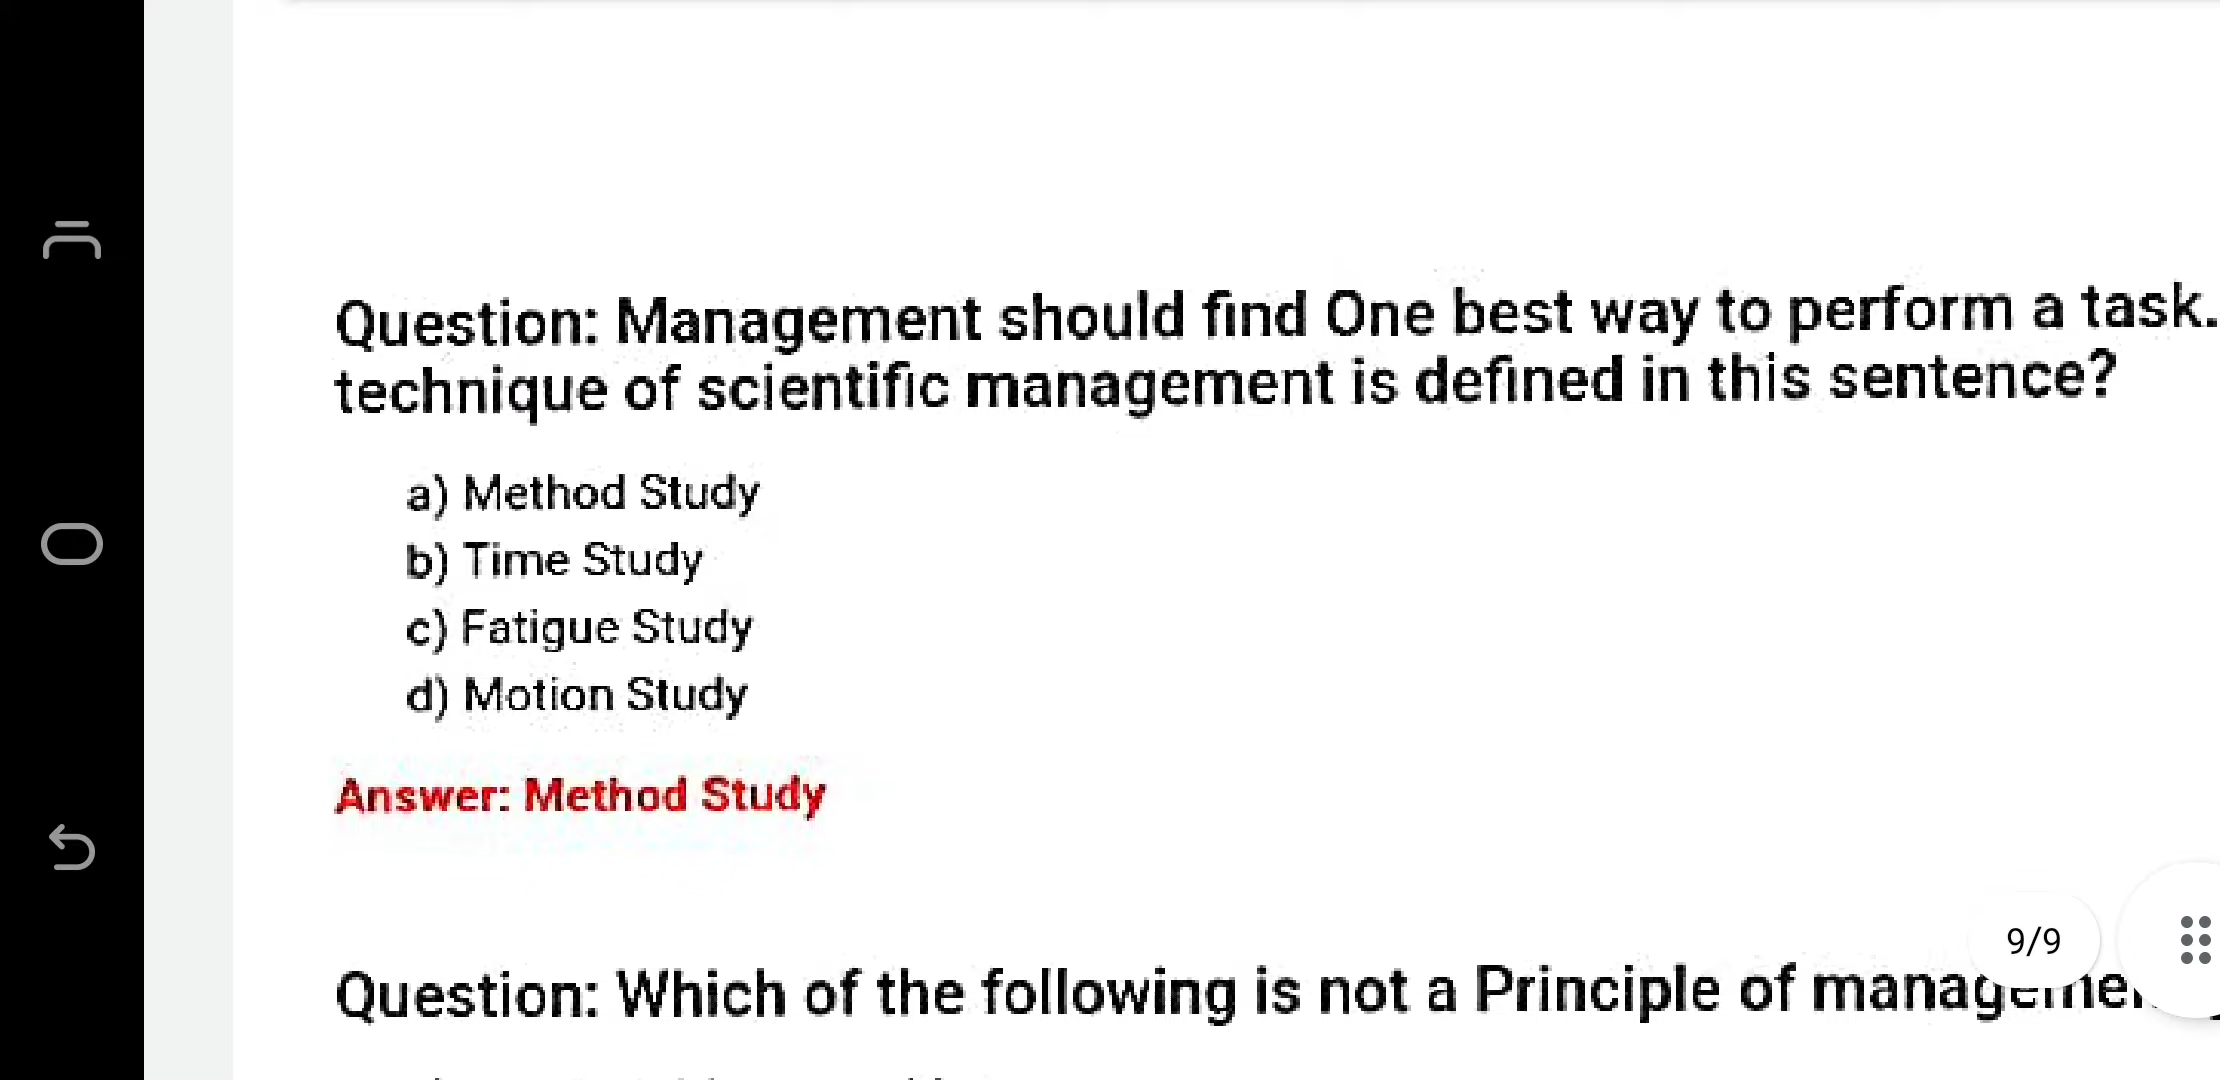 Question: Management should find One best way to perform a task.
technique of scientific management is defined in this sentence?
a) Method Study
b) Time Study
c) Fatigue Study
d) Motion Study
Answer: Method Study
9/9
Question: Which of the following is not a Principle of